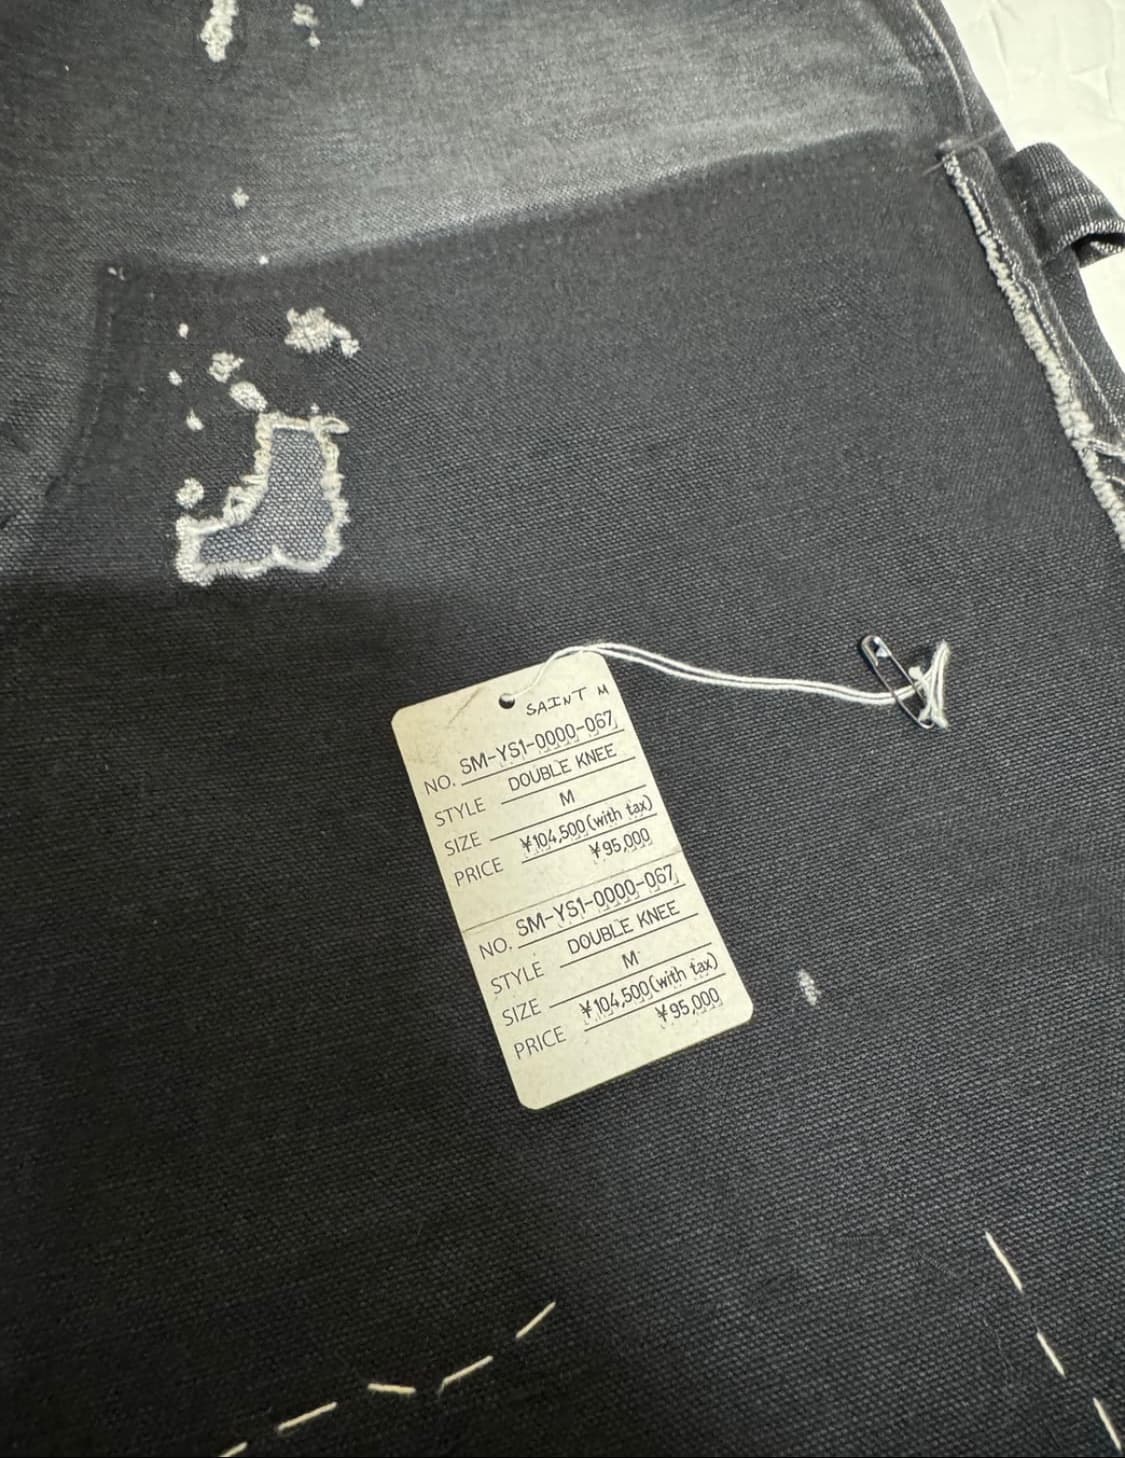 SAINT M
NO. SM-YS1-0000-067
STYLE DOUBLE KNEE
SIZE M
PRICE ¥104,500(with tax)
¥95,000
NO. SM-YS1-0000-067
STYLE DOUBLE KNEE
SIZE M
PRICE ¥104,500(with tax)
¥95,000